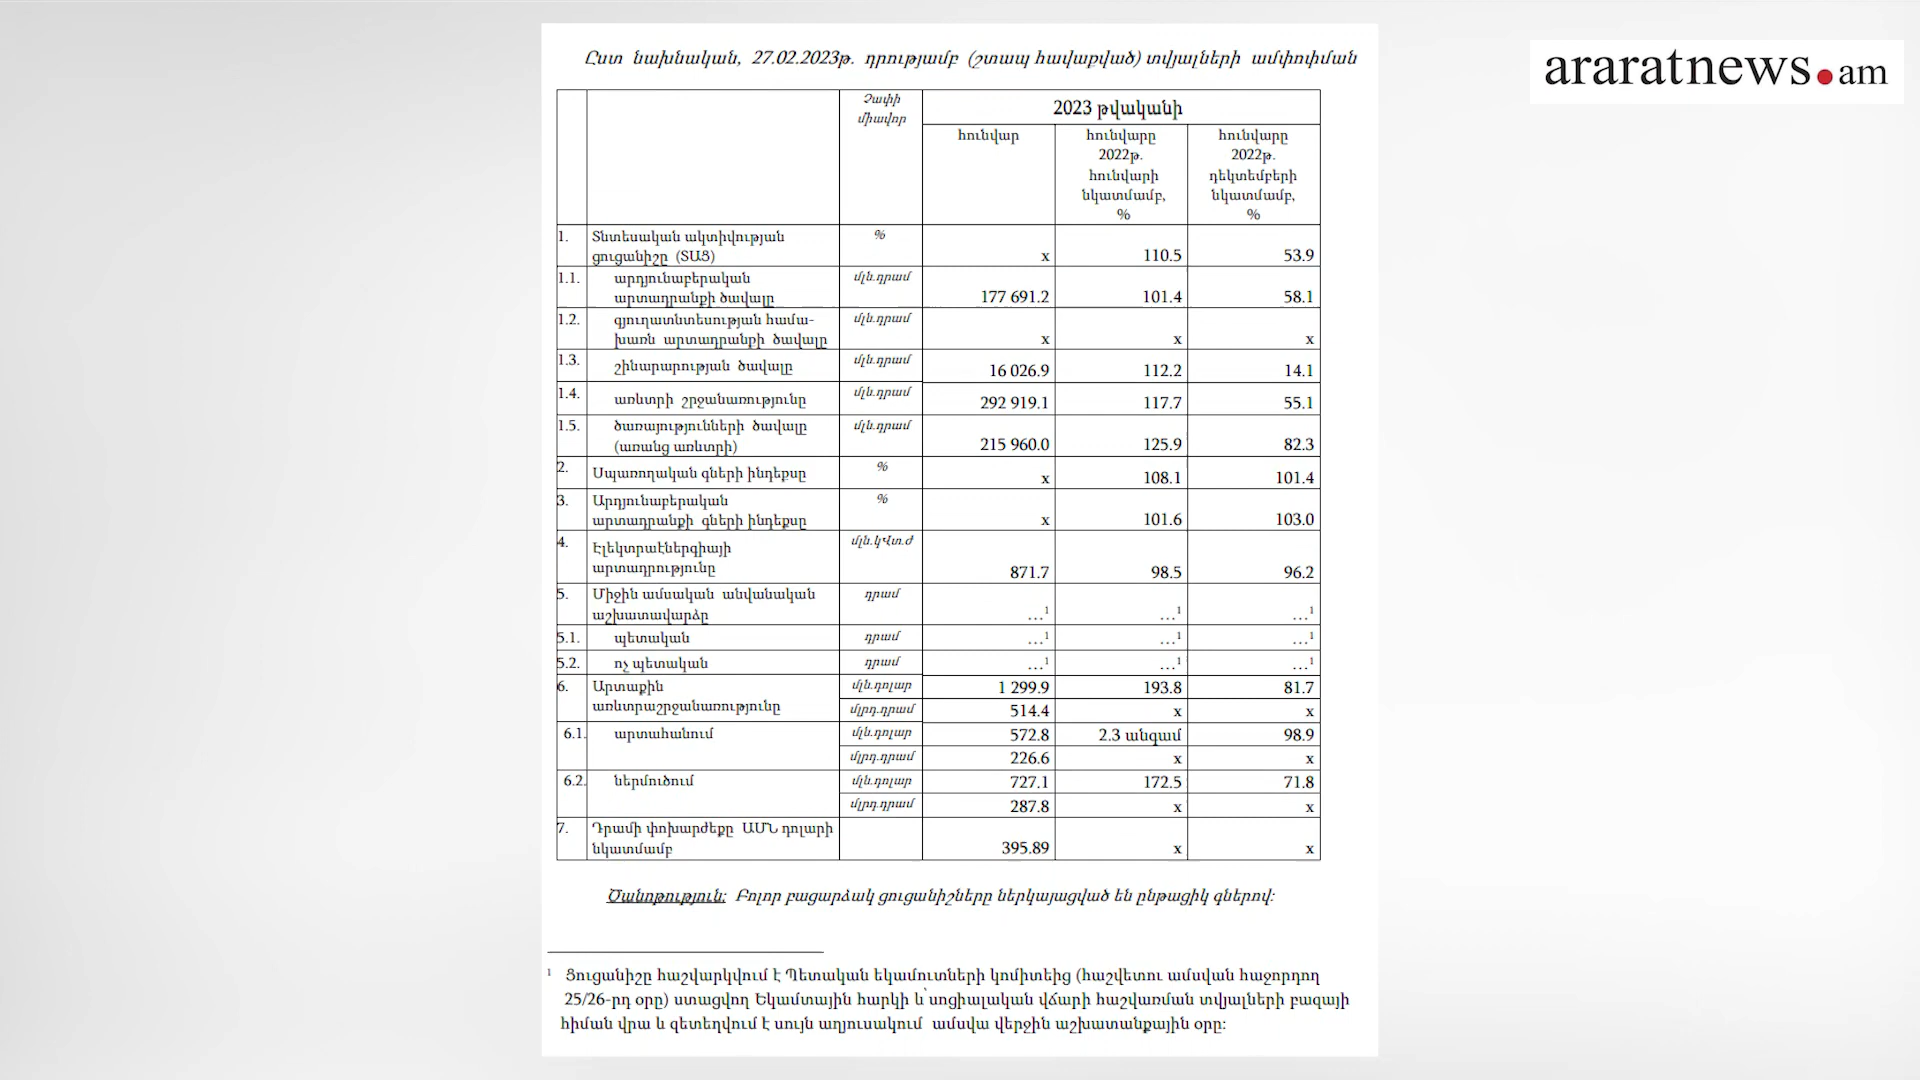 Ըստ նախնական, 27.02.2023թ. դրությամբ (շտապ հավաքված) տվյալների ամփոփման
araratnews.am
Չափի միավոր
2023 թվականի
հունվար
հունվարը 2022թ. հունվարի նկատմամբ, %
հունվարը 2022թ. դեկտեմբերի նկատմամբ, %
1. Տնտեսական ակտիվության % 
ցուցանիշը (ՏԱՑ) x 110.5 53.9
1.1. արդյունաբերական մլն.դրամ
արտադրանքի ծավալը 177 691.2 101.4 58.1
1.2. գյուղատնտեսության համա- մլն.դրամ
խառն արտադրանքի ծավալը x x x
1.3. շինարարության ծավալը մլն.դրամ 16 026.9 112.2 14.1
1.4. առևտրի շրջանառությունը մլն.դրամ 292 919.1 117.7 55.1
1.5. ծառայությունների ծավալը մլն.դրամ
(առանց առևտրի) 215 960.0 125.9 82.3
2. Սպառողական գների ինդեքսը % x 108.1 101.4
3. Արդյունաբերական %
արտադրանքի գների ինդեքսը x 101.6 103.0
4. Էլեկտրաէներգիայի մլն.կՎտ.ժ
արտադրությունը 871.7 98.5 96.2
5. Միջին ամսական անվանական դրամ
աշխատավարձը ...¹ ...¹ ...¹
5.1. պետական դրամ ...¹ ...¹ ...¹
5.2. ոչ պետական դրամ ...¹ ...¹ ...¹
6. Արտաքին մլն.դոլար 1 299.9 193.8 81.7
առևտրաշրջանառությունը մլրդ.դրամ 514.4 x x
6.1. արտահանում մլն.դոլար 572.8 2.3 անգամ 98.9
մլրդ.դրամ 226.6 x x
6.2. ներմուծում մլն.դոլար 727.1 172.5 71.8
մլրդ.դրամ 287.8 x x
7. Դրամի փոխարժեքը ԱՄՆ դոլարի
նկատմամբ 395.89 x x
Ծանոթություն: Բոլոր բացարձակ ցուցանիշները ներկայացված են ընթացիկ գներով:
¹ Ցուցանիշը հաշվարկվում է Պետական եկամուտների կոմիտեից (հաշվետու ամսվան հաջորդող
25/26-րդ օրը) ստացվող Եկամտային հարկի և՝սոցիալական վճարի հաշվառման տվյալների բազայի
հիման վրա և զետեղվում է սույն աղյուսակում ամսվա վերջին աշխատանքային օրը: